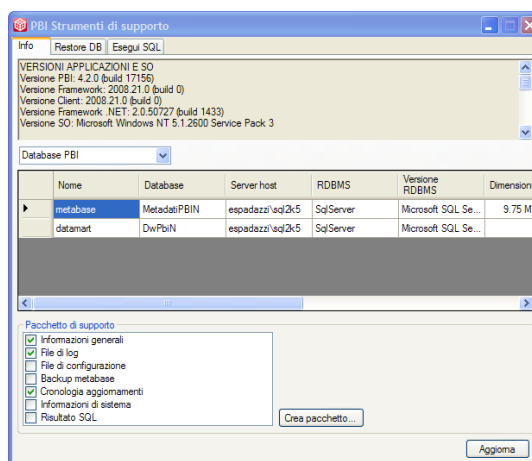 PBI Strumenti di supporto
Info Restore DB Esegui SQL
VERSIONI APPLICAZIONI E SO
Versione PBI: 4.2.0 (build 17156)
Versione Framework: 2008.21.0 (build 0)
Versione Client: 2008.21.0 (build 0)
Versione Framework .NET: 2.0.50727 (build 1433)
Versione SO: Microsoft Windows NT 5.1.2600 Service Pack 3
Database PBI
Nome Database Server host RDBMS Versione RDBMS Dimensione
metabase MetadatiPBIN espadazzi\sql2k5 SqlServer Microsoft SQL Se... 9.75 M
datamart DwPbiN espadazzi\sql2k5 SqlServer Microsoft SQL Se...
Pacchetto di supporto
Informazioni generali
File di log
File di configurazione
Backup metabase
Cronologia aggiornamenti
Informazioni di sistema
Risultato SQL
Crea pacchetto...
Aggiorna